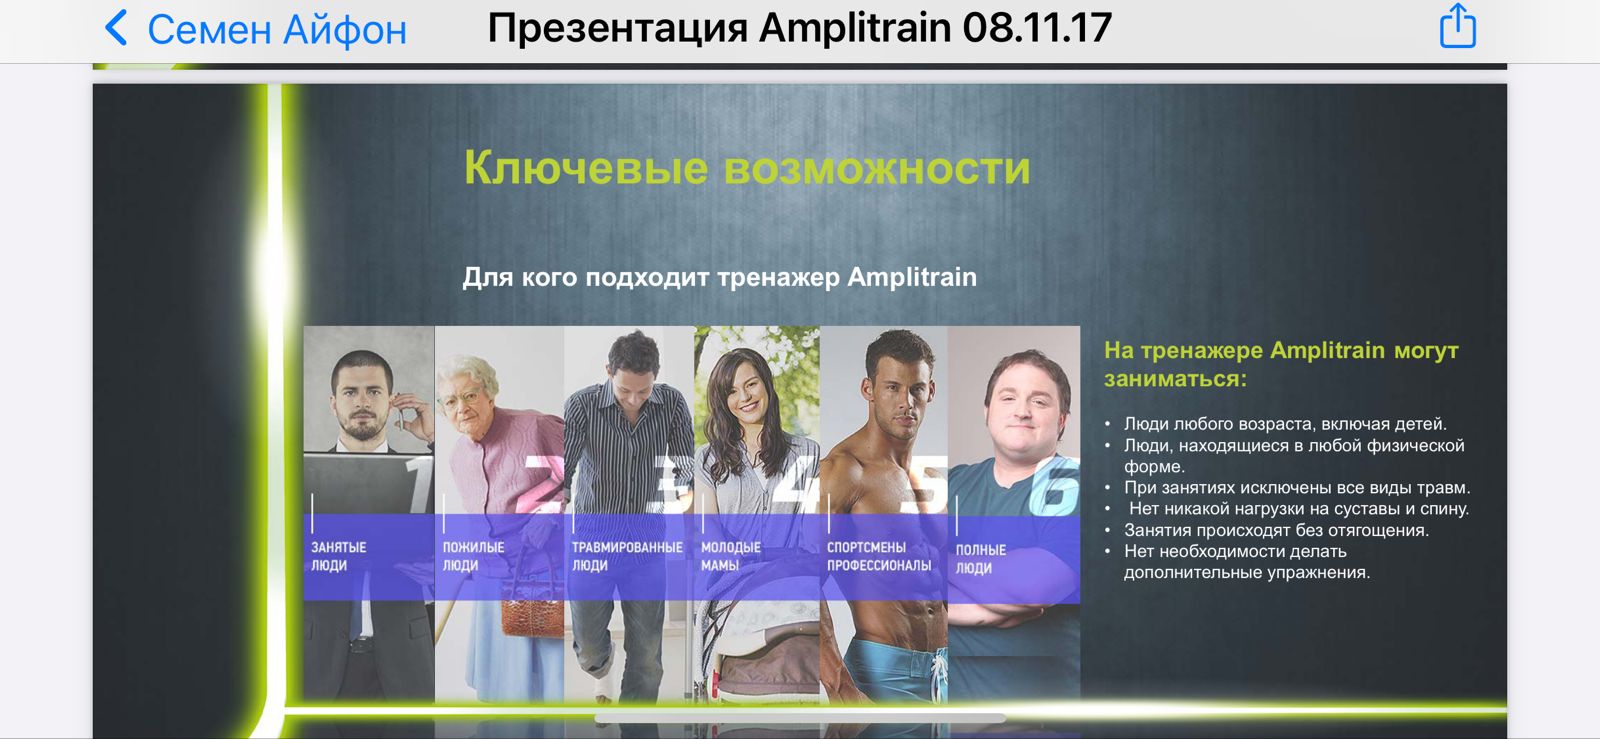 Семен Айфон
Презентация Amplitrain 08.11.17
Ключевые возможности
Для кого подходит тренажер Amplitrain
1
ЗАНЯТЫЕ
ЛЮДИ
2
ПОЖИЛЫЕ
ЛЮДИ
3
ТРАВМИРОВАННЫЕ
ЛЮДИ
4
МОЛОДЫЕ
МАМЫ
5
СПОРТСМЕНЫ
ПРОФЕССИОНАЛЫ
6
ПОЛНЫЕ
ЛЮДИ
На тренажере Amplitrain могут
заниматься:
• Люди любого возраста, включая детей.
• Люди, находящиеся в любой физической
форме.
• При занятиях исключены все виды травм.
• Нет никакой нагрузки на суставы и спину.
• Занятия происходят без отягощения.
• Нет необходимости делать
дополнительные упражнения.